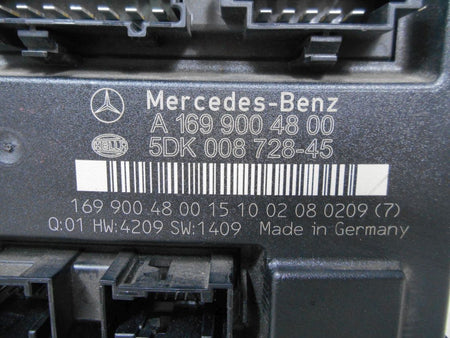 Mercedes-Benz
A 169 900 48 00
HELLA 5DK 008 728-45
169 900 48 00 15 10 02 08 0209 (7)
Q:01 HW:4209 SW:1409 Made in Germany